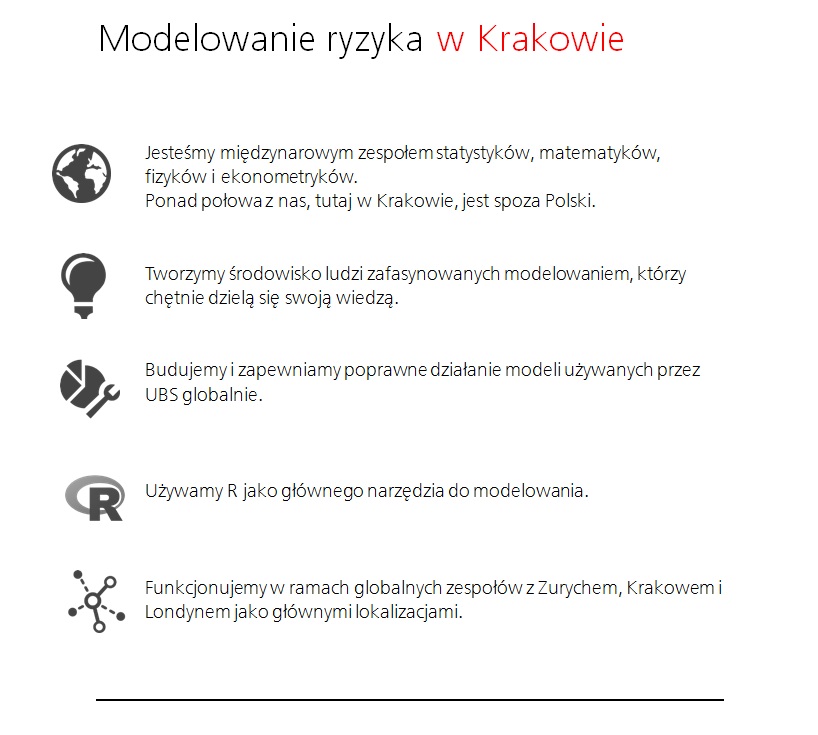 Modelowanie ryzyka w Krakowie
Jesteśmy międzynarowym zespołem statystyków, matematyków,
fizyków i ekonometryków.
Ponad połowa z nas, tutaj w Krakowie, jest spoza Polski.
Tworzymy środowisko ludzi zafasynowanych modelowaniem, którzy
chętnie dzielą się swoją wiedzą.
Budujemy i zapewniamy poprawne działanie modeli używanych przez
UBS globalnie.
R
Używamy R jako głównego narzędzia do modelowania.
Funkcjonujemy w ramach globalnych zespołów z Zurychem, Krakowem i
Londynem jako głównymi lokalizacjami.